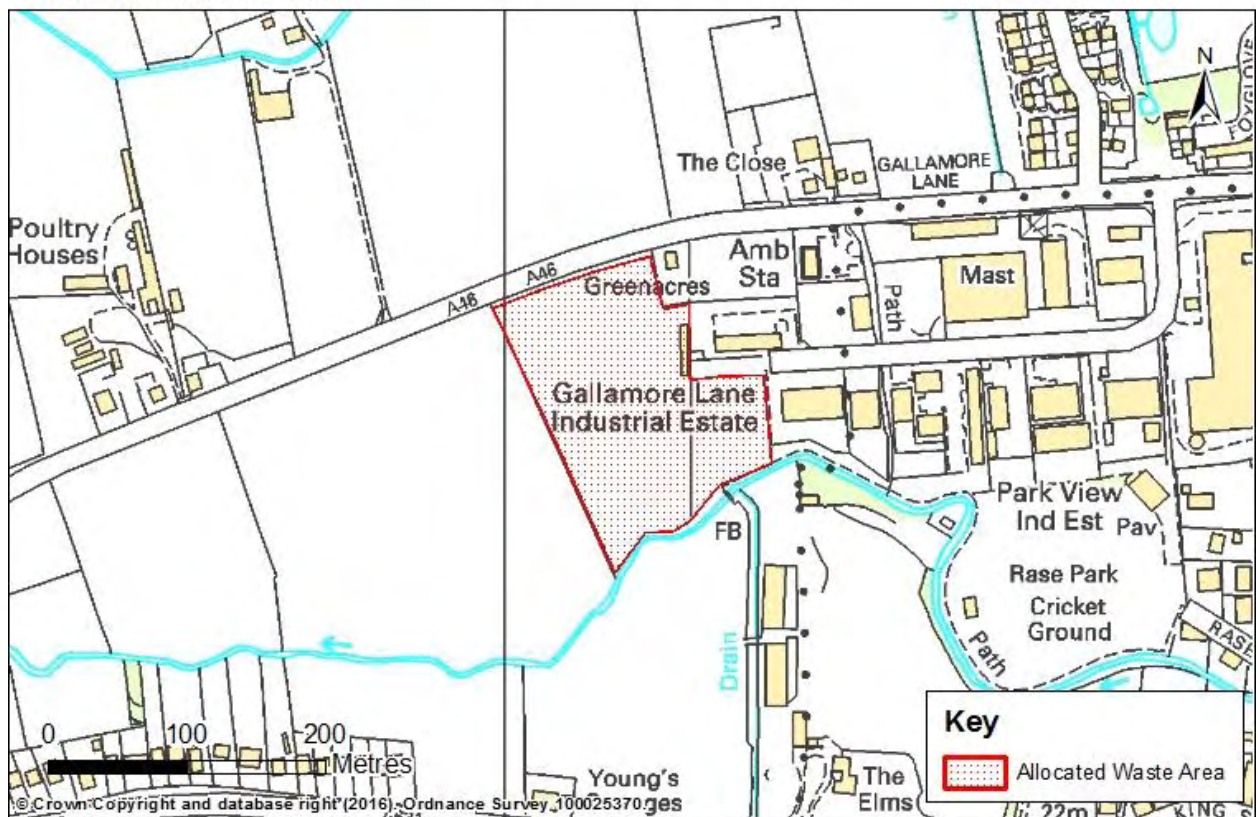 N
FOXGLOVE
The Close
GALLAMORE
LANE
Poultry
Houses
A46
A46
Greenacres
Amb
Sta
Path
Mast
Gallamore Lane
Industrial Estate
FB
Park View
Ind Est
Pav
Rase Park
Cricket
Ground
Path
RASE
Drain
0 100 200
Metres
Young's
The
Elms
22m
KING
Key
Allocated Waste Area
© Crown Copyright and database right (2016). Ordnance Survey 100025370.